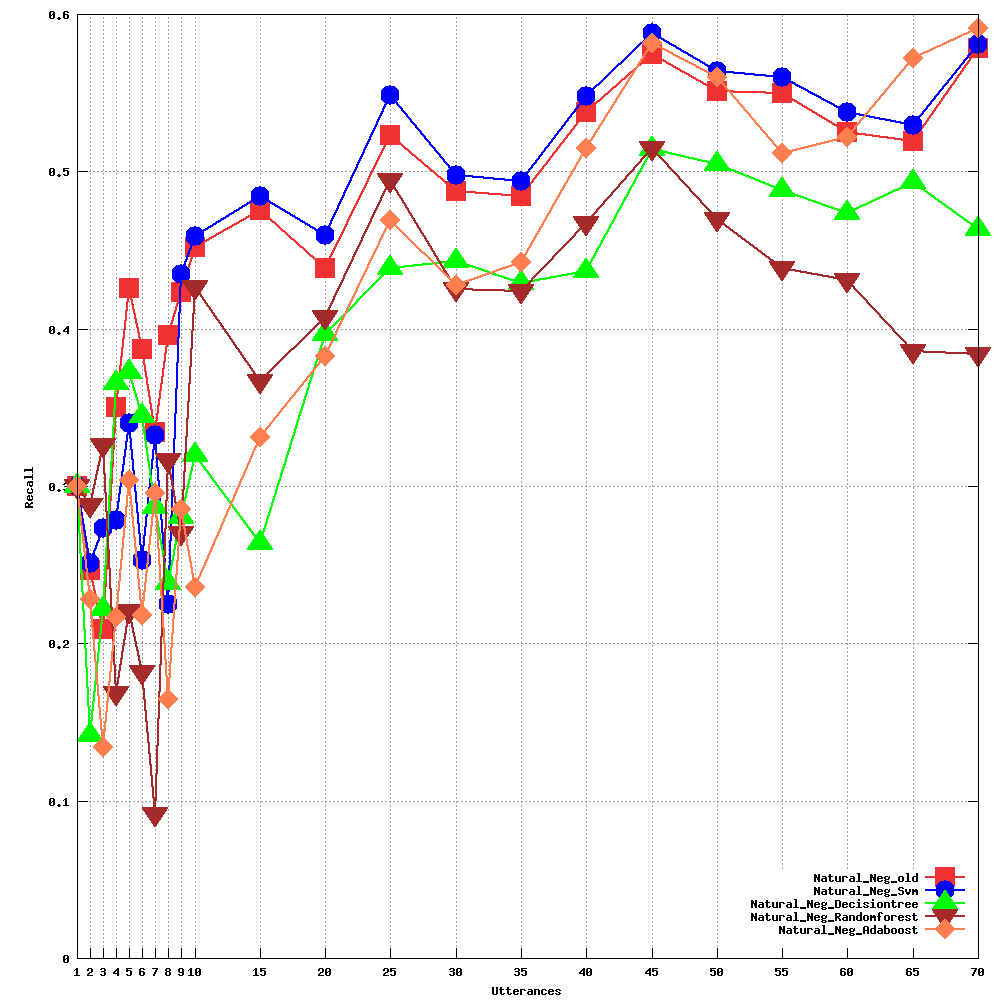 0.6
0.5
0.4
0.3
0.2
0.1
0
Recall
Natural_Neg_old
Natural_Neg_Svm
Natural_Neg_Decisiontree
Natural_Neg_Randomforest
Natural_Neg_Adaboost
1 2 3 4 5 6 7 8 9 10 15 20 25 30 35 40 45 50 55 60 65 70
Utterances